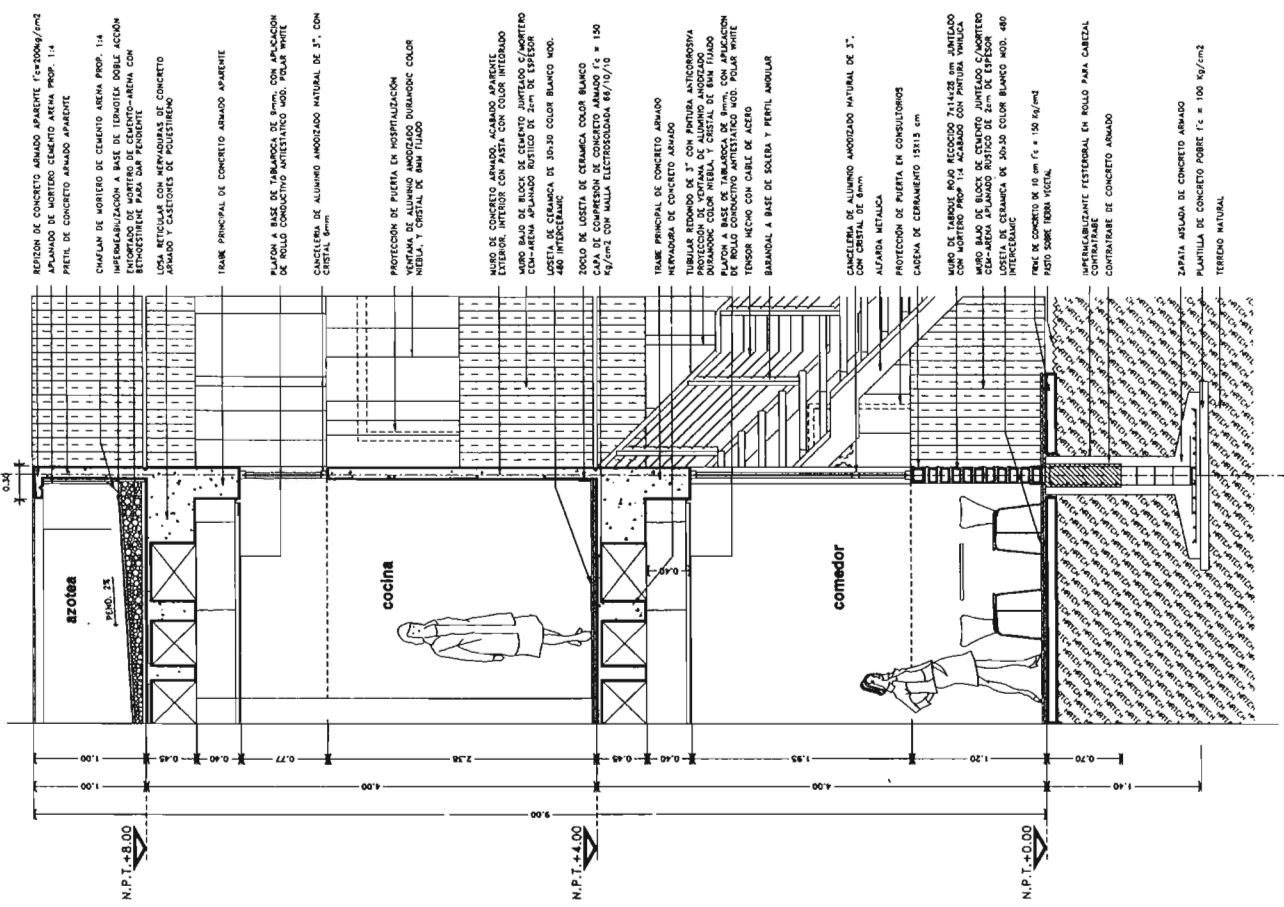 REPIZÓN DE CONCRETO ARMADO APARENTE f'c=200kg/cm2
APLANADO DE MORTERO CEMENTO ARENA PROP. 1:4
PRETIL DE CONCRETO ARMADO APARENTE
CHAFLAN DE MORTERO DE CEMENTO ARENA PROP. 1:4
IMPERMEABILIZACIÓN A BASE DE TERMOTEK DOBLE ACCIÓN
ENTORTADO DE MORTERO DE CEMENTO-ARENA CON
PARA DAR PENDIENTE
LOSA RETICULAR CON NERVADURAS DE CONCRETO
ARMADO Y CASETONES DE POLIESTIRENO
TRABE PRINCIPAL DE CONCRETO ARMADO APARENTE
PLAFON A BASE DE TABLAROCA DE 9mm, CON APLICACION
DE ROLLO CONDUCTIVO ANTIESTATICO MOD. POLAR WHITE
CANCELERIA DE ALUMINIO ANODIZADO NATURAL DE 3", CON
CRISTAL 6mm
PROYECCIÓN DE PUERTA EN HOSPITALIZACIÓN
VENTANA DE ALUMINO ANODIZADO DURANODIC COLOR
NIEBLA, Y CRISTAL DE 6MM FIJADO
MURO DE CONCRETO ARMADO, ACABADO APARENTE
EXTERIOR, INTERIOR CON PASTA CON COLOR INTEGRADO
MURO BAJO DE BLOCK DE CEMENTO JUNTEADO C/MORTERO
CEM-ARENA APLANADO RUSTICO DE 2cm DE ESPESOR
LOSETA DE CERAMICA DE 30x30 COLOR BLANCO MOD.
480 INTERCERAMIC
ZOCLO DE LOSETA DE CERAMICA COLOR BLANCO
CAPA DE COMPRESIÓN DE CONCRETO ARMADO f'c = 150
Kg/cm2 CON MALLA ELECTROSOLDADA 66/10/10
TRABE PRINCIPAL DE CONCRETO ARMADO
NERVADURA DE CONCRETO ARMADO
TUBULAR REDONDO DE 3" CON PINTURA ANTICORROSIVA
PROYECCIÓN DE VENTANA DE ALUMINO ANODIZADO
DURANODIC COLOR NIEBLA, Y CRISTAL DE 6MM FIJADO
PLAFON A BASE DE TABLAROCA DE 9mm, CON APLICACION
DE ROLLO CONDUCTIVO ANTIESTATICO MOD. POLAR WHITE
TENSOR HECHO CON CABLE DE ACERO
BARANDAL A BASE DE SOLERA Y PERFIL ANGULAR
CANCELERIA DE ALUMINIO ANODIZADO NATURAL DE 3",
CON CRISTAL DE 6mm
ALFARDA METALICA
PROYECCIÓN DE PUERTA EN CONSULTORIOS
CADENA DE CERRAMIENTO 15X15 cm
MURO DE TABIQUE ROJO RECOCIDO 7x14x28 cm JUNTEADO
CON MORTERO PROP 1:4 ACABADO CON PINTURA VINILICA
MURO BAJO DE BLOCK DE CEMENTO JUNTEADO C/MORTERO
CEM-ARENA APLANADO RUSTICO DE 2cm DE ESPESOR
LOSETA DE CERAMICA DE 30x30 COLOR BLANCO MOD. 480
INTERCERAMIC
FIRME DE CONCRETO DE 10 cm f'c = 150 Kg/cm2
PASTO SOBRE TIERRA VEGETAL
IMPERMEABILIZANTE FESTERGRAL EN ROLLO PARA CABEZAL
CONTRATRABE
CONTRATRABE DE CONCRETO ARMADO
ZAPATA AISLADA DE CONCRETO ARMADO
PLANTILLA DE CONCRETO POBRE f'c = 100 Kg/cm2
TERRENO NATURAL
0.30
azotea
PEND. 2%
cocina
0.40
comedor
1.00
0.45
0.40
0.77
2.38
0.45
0.40
1.95
1.20
0.70
1.00
4.00
4.00
1.40
9.00
N.P.T.+8.00
N.P.T.+4.00
N.P.T.+0.00